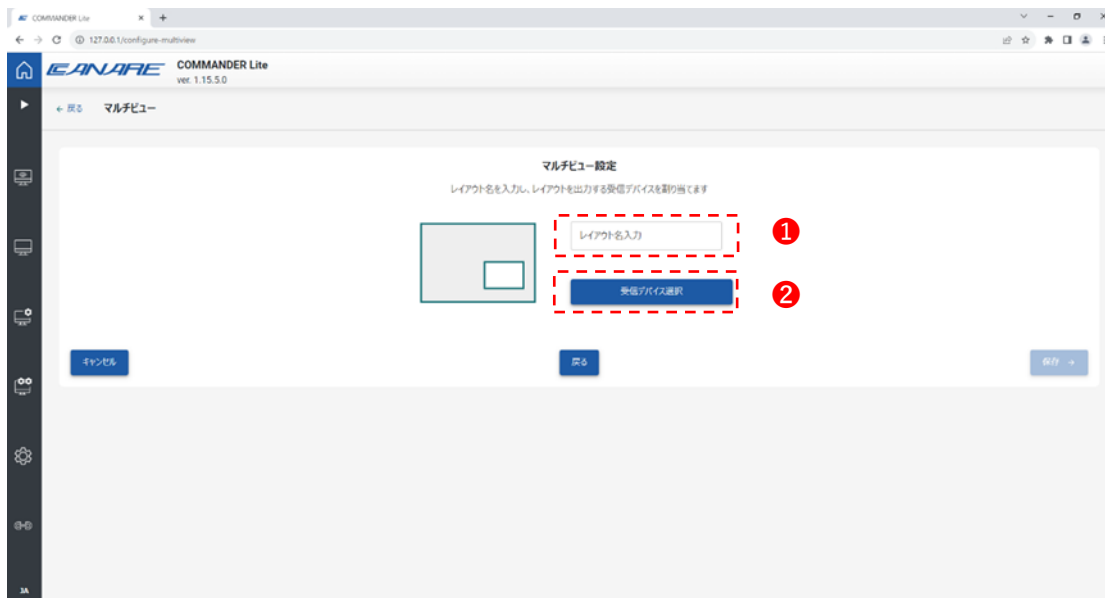 COMMANDER Lite
127.0.0.1/configure-multiview
CANARE
COMMANDER Lite
ver. 1.15.5.0
← 戻る マルチビュー
マルチビュー設定
レイアウト名を入力し、レイアウトを出力する受信デバイスを割り当てます
レイアウト名入力
1
受信デバイス選択
2
キャンセル
戻る
保存 →
JA